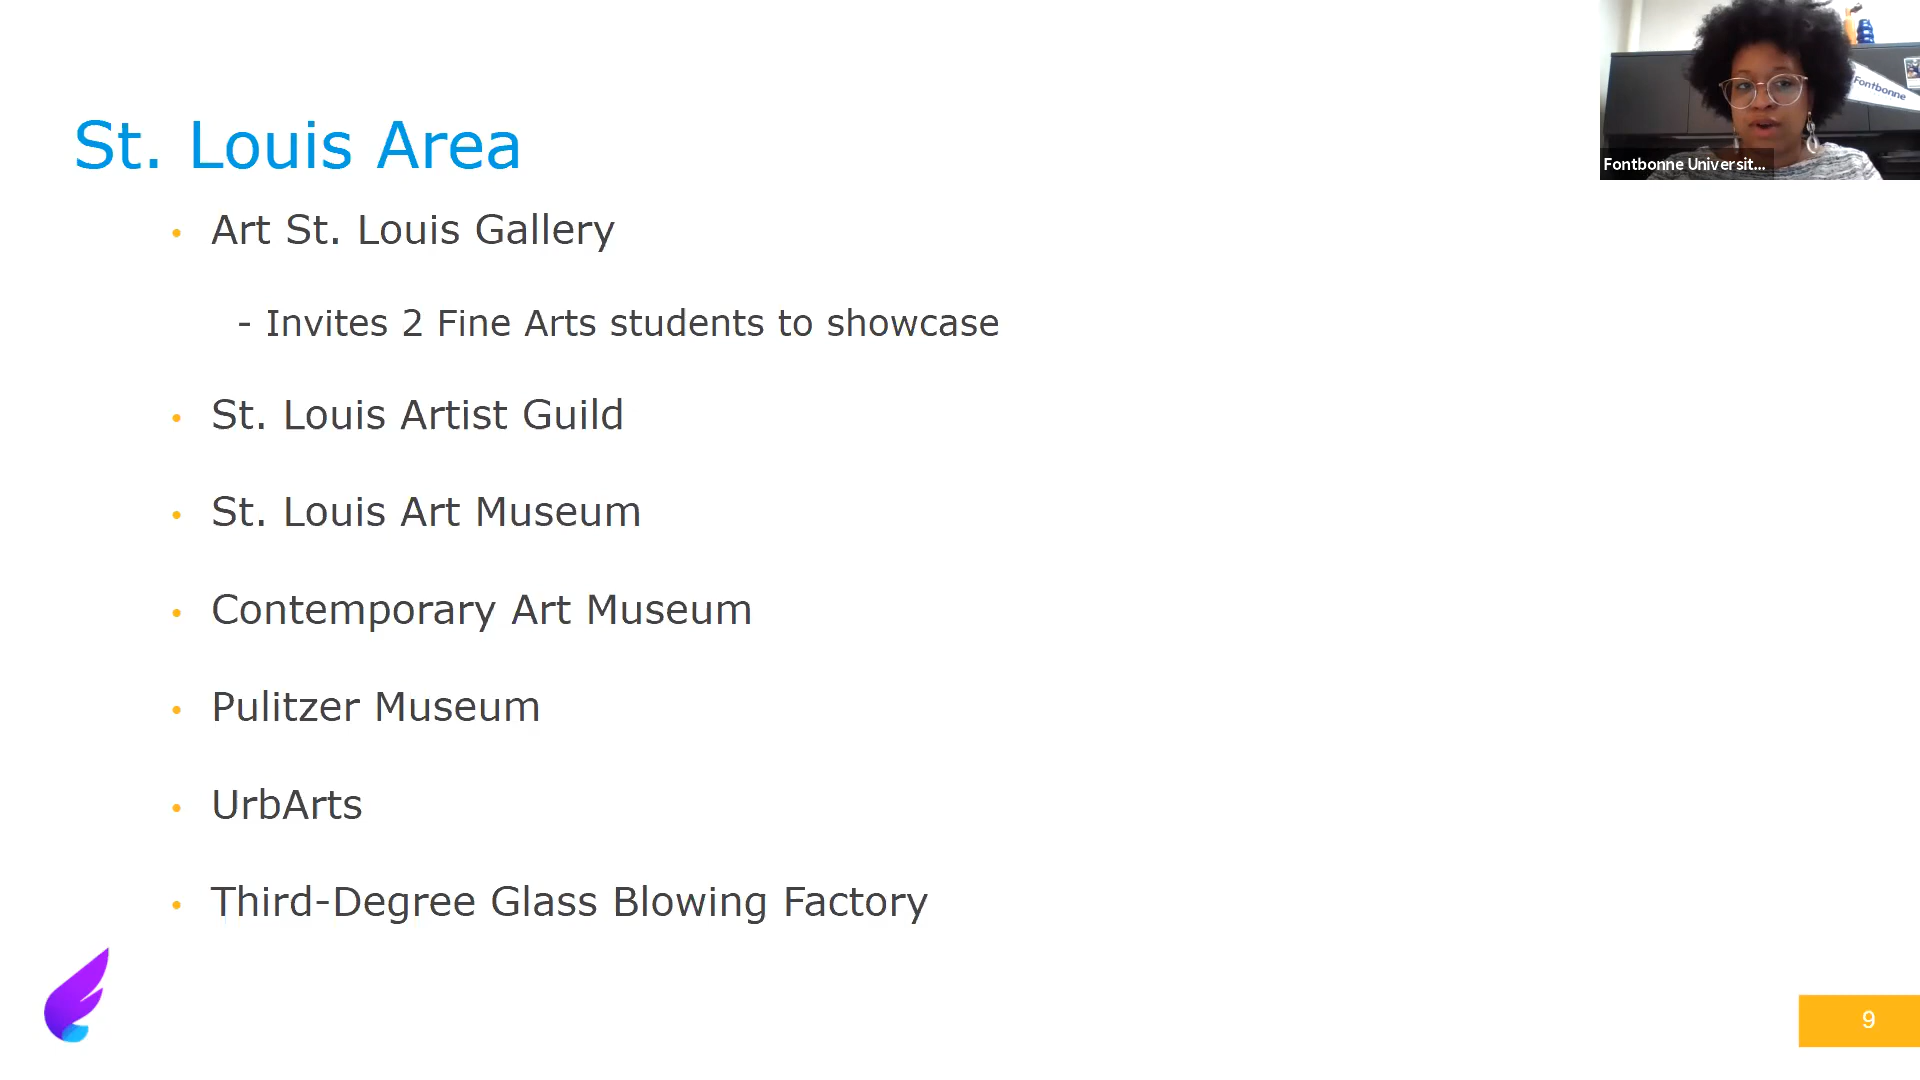 St. Louis Area
• Art St. Louis Gallery
- Invites 2 Fine Arts students to showcase
• St. Louis Artist Guild
• St. Louis Art Museum
• Contemporary Art Museum
• Pulitzer Museum
• UrbArts
• Third-Degree Glass Blowing Factory
Fontbonne
Fontbonne Universit...
9